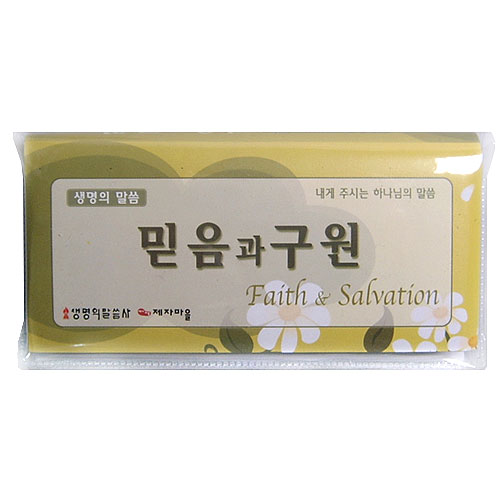 생명의 말씀
내게 주시는 하나님의 말씀
믿음과 구원
Faith & Salvation
생명의말씀사 제자마을